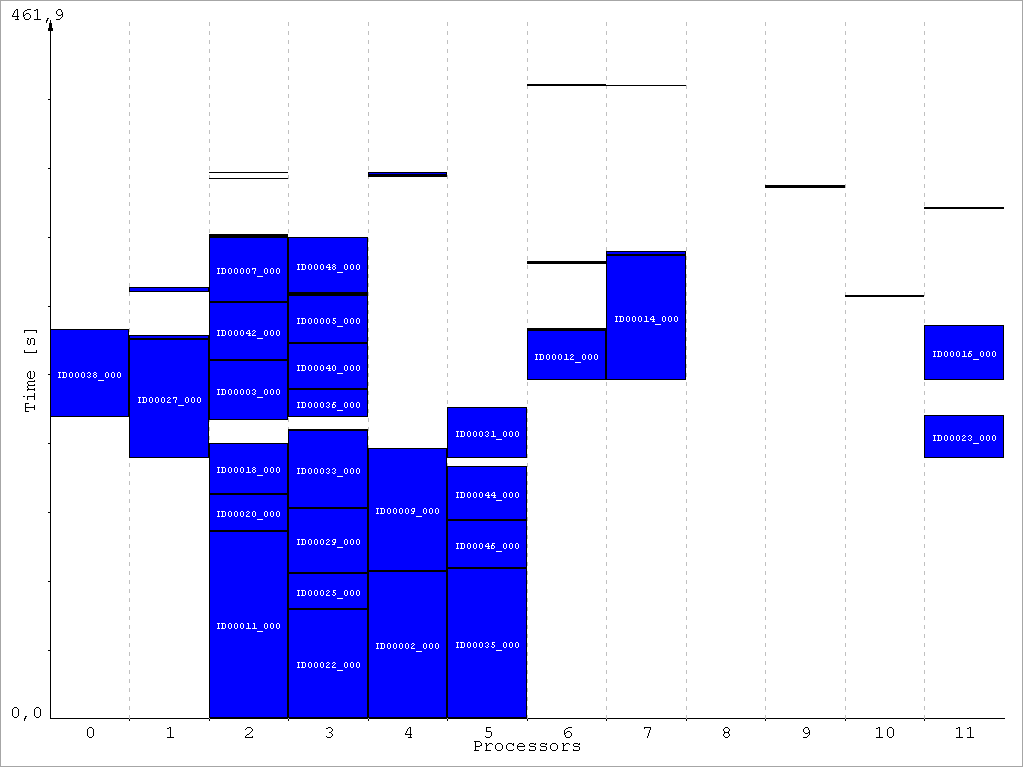 461,9
ID00007_000
ID00048_000
ID00014_000
ID00005_000
ID00042_000
ID00016_000
ID00012_000
ID00040_000
Time [s]
ID00038_000
ID00003_000
ID00027_000
ID00036_000
ID00031_000
ID00023_000
ID00018_000
ID00033_000
ID00044_000
ID00020_000
ID00009_000
ID00029_000
ID00046_000
ID00025_000
ID00011_000
ID00002_000
ID00035_000
ID00022_000
0,0
0 1 2 3 4 5 6 7 8 9 10 11
Processors